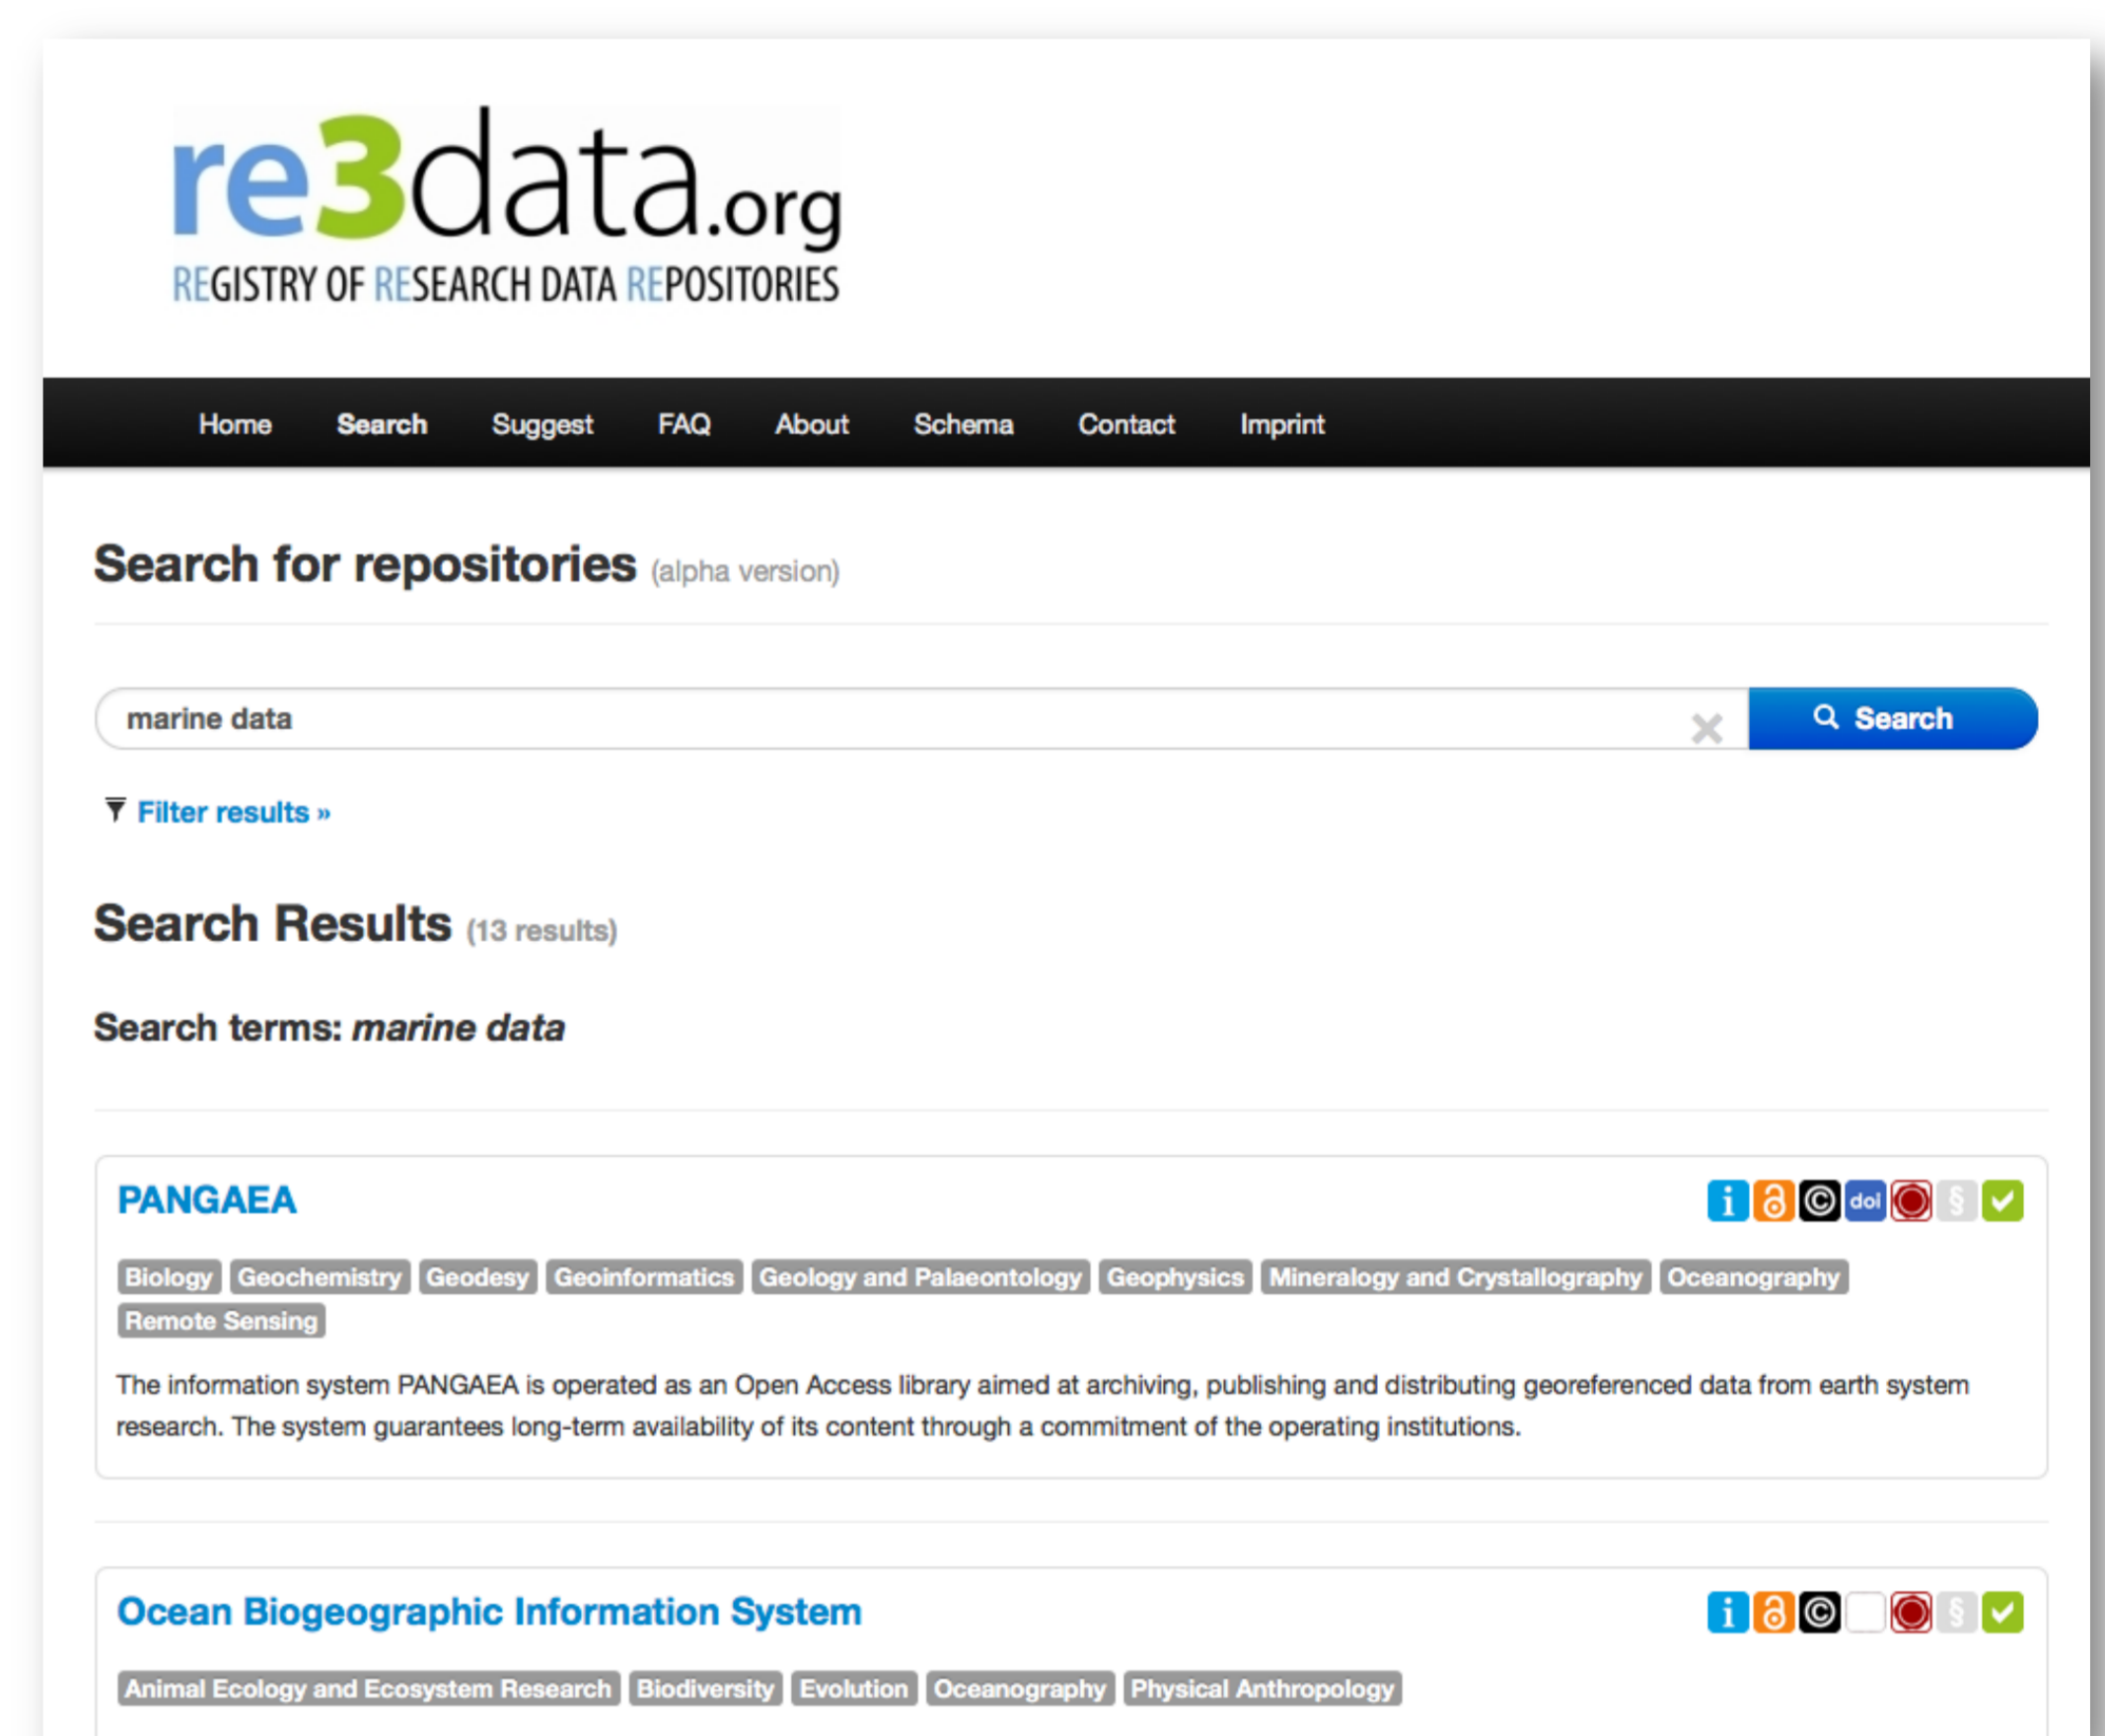 re3data.org
REGISTRY OF RESEARCH DATA REPOSITORIES
Home Search Suggest FAQ About Schema Contact Imprint
Search for repositories (alpha version)
marine data
Search
Filter results »
Search Results (13 results)
Search terms: marine data
PANGAEA
i © doi §
Biology Geochemistry Geodesy Geoinformatics Geology and Palaeontology Geophysics Mineralogy and Crystallography Oceanography
Remote Sensing
The information system PANGAEA is operated as an Open Access library aimed at archiving, publishing and distributing georeferenced data from earth system
research. The system guarantees long-term availability of its content through a commitment of the operating institutions.
Ocean Biogeographic Information System
i © §
Animal Ecology and Ecosystem Research Biodiversity Evolution Oceanography Physical Anthropology